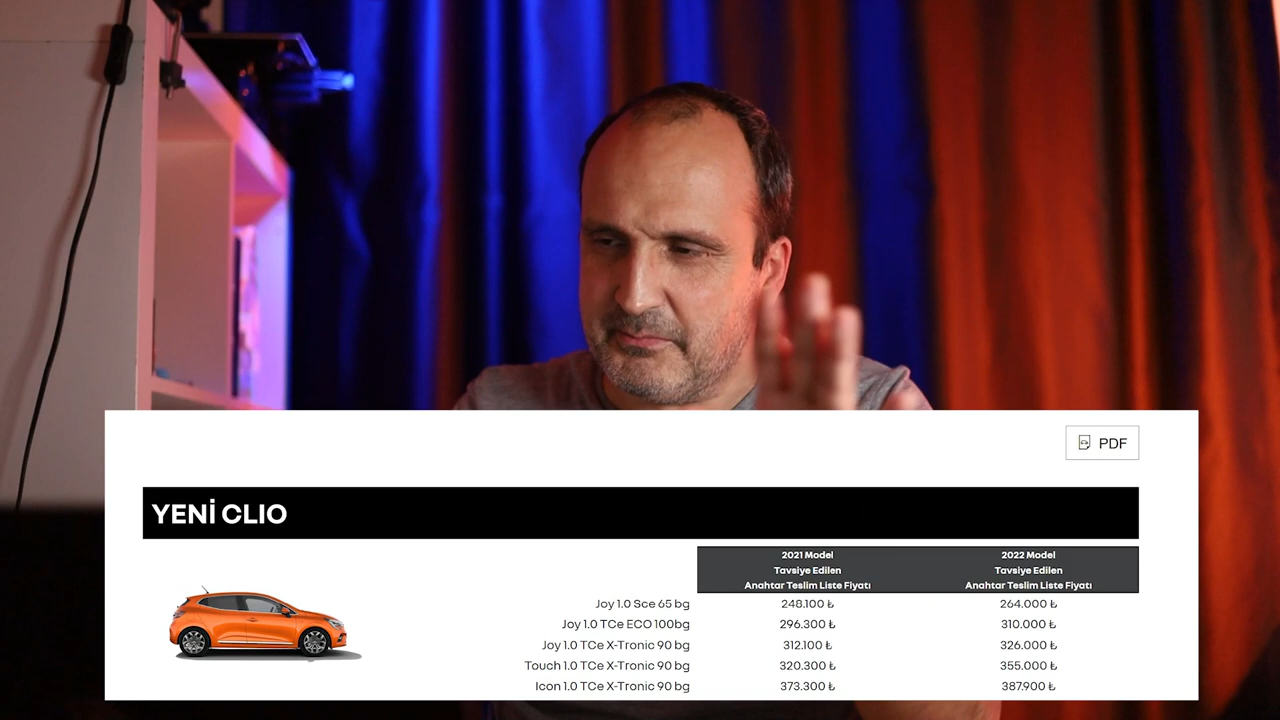 PDF
YENİ CLIO
2021 Model 2022 Model
Tavsiye Edilen Tavsiye Edilen
Anahtar Teslim Liste Fiyatı Anahtar Teslim Liste Fiyatı
Joy 1.0 Sce 65 bg 248.100 ₺ 264.000 ₺
Joy 1.0 TCe ECO 100bg 296.300 ₺ 310.000 ₺
Joy 1.0 TCe X-Tronic 90 bg 312.100 ₺ 326.000 ₺
Touch 1.0 TCe X-Tronic 90 bg 320.300 ₺ 355.000 ₺
Icon 1.0 TCe X-Tronic 90 bg 373.300 ₺ 387.900 ₺